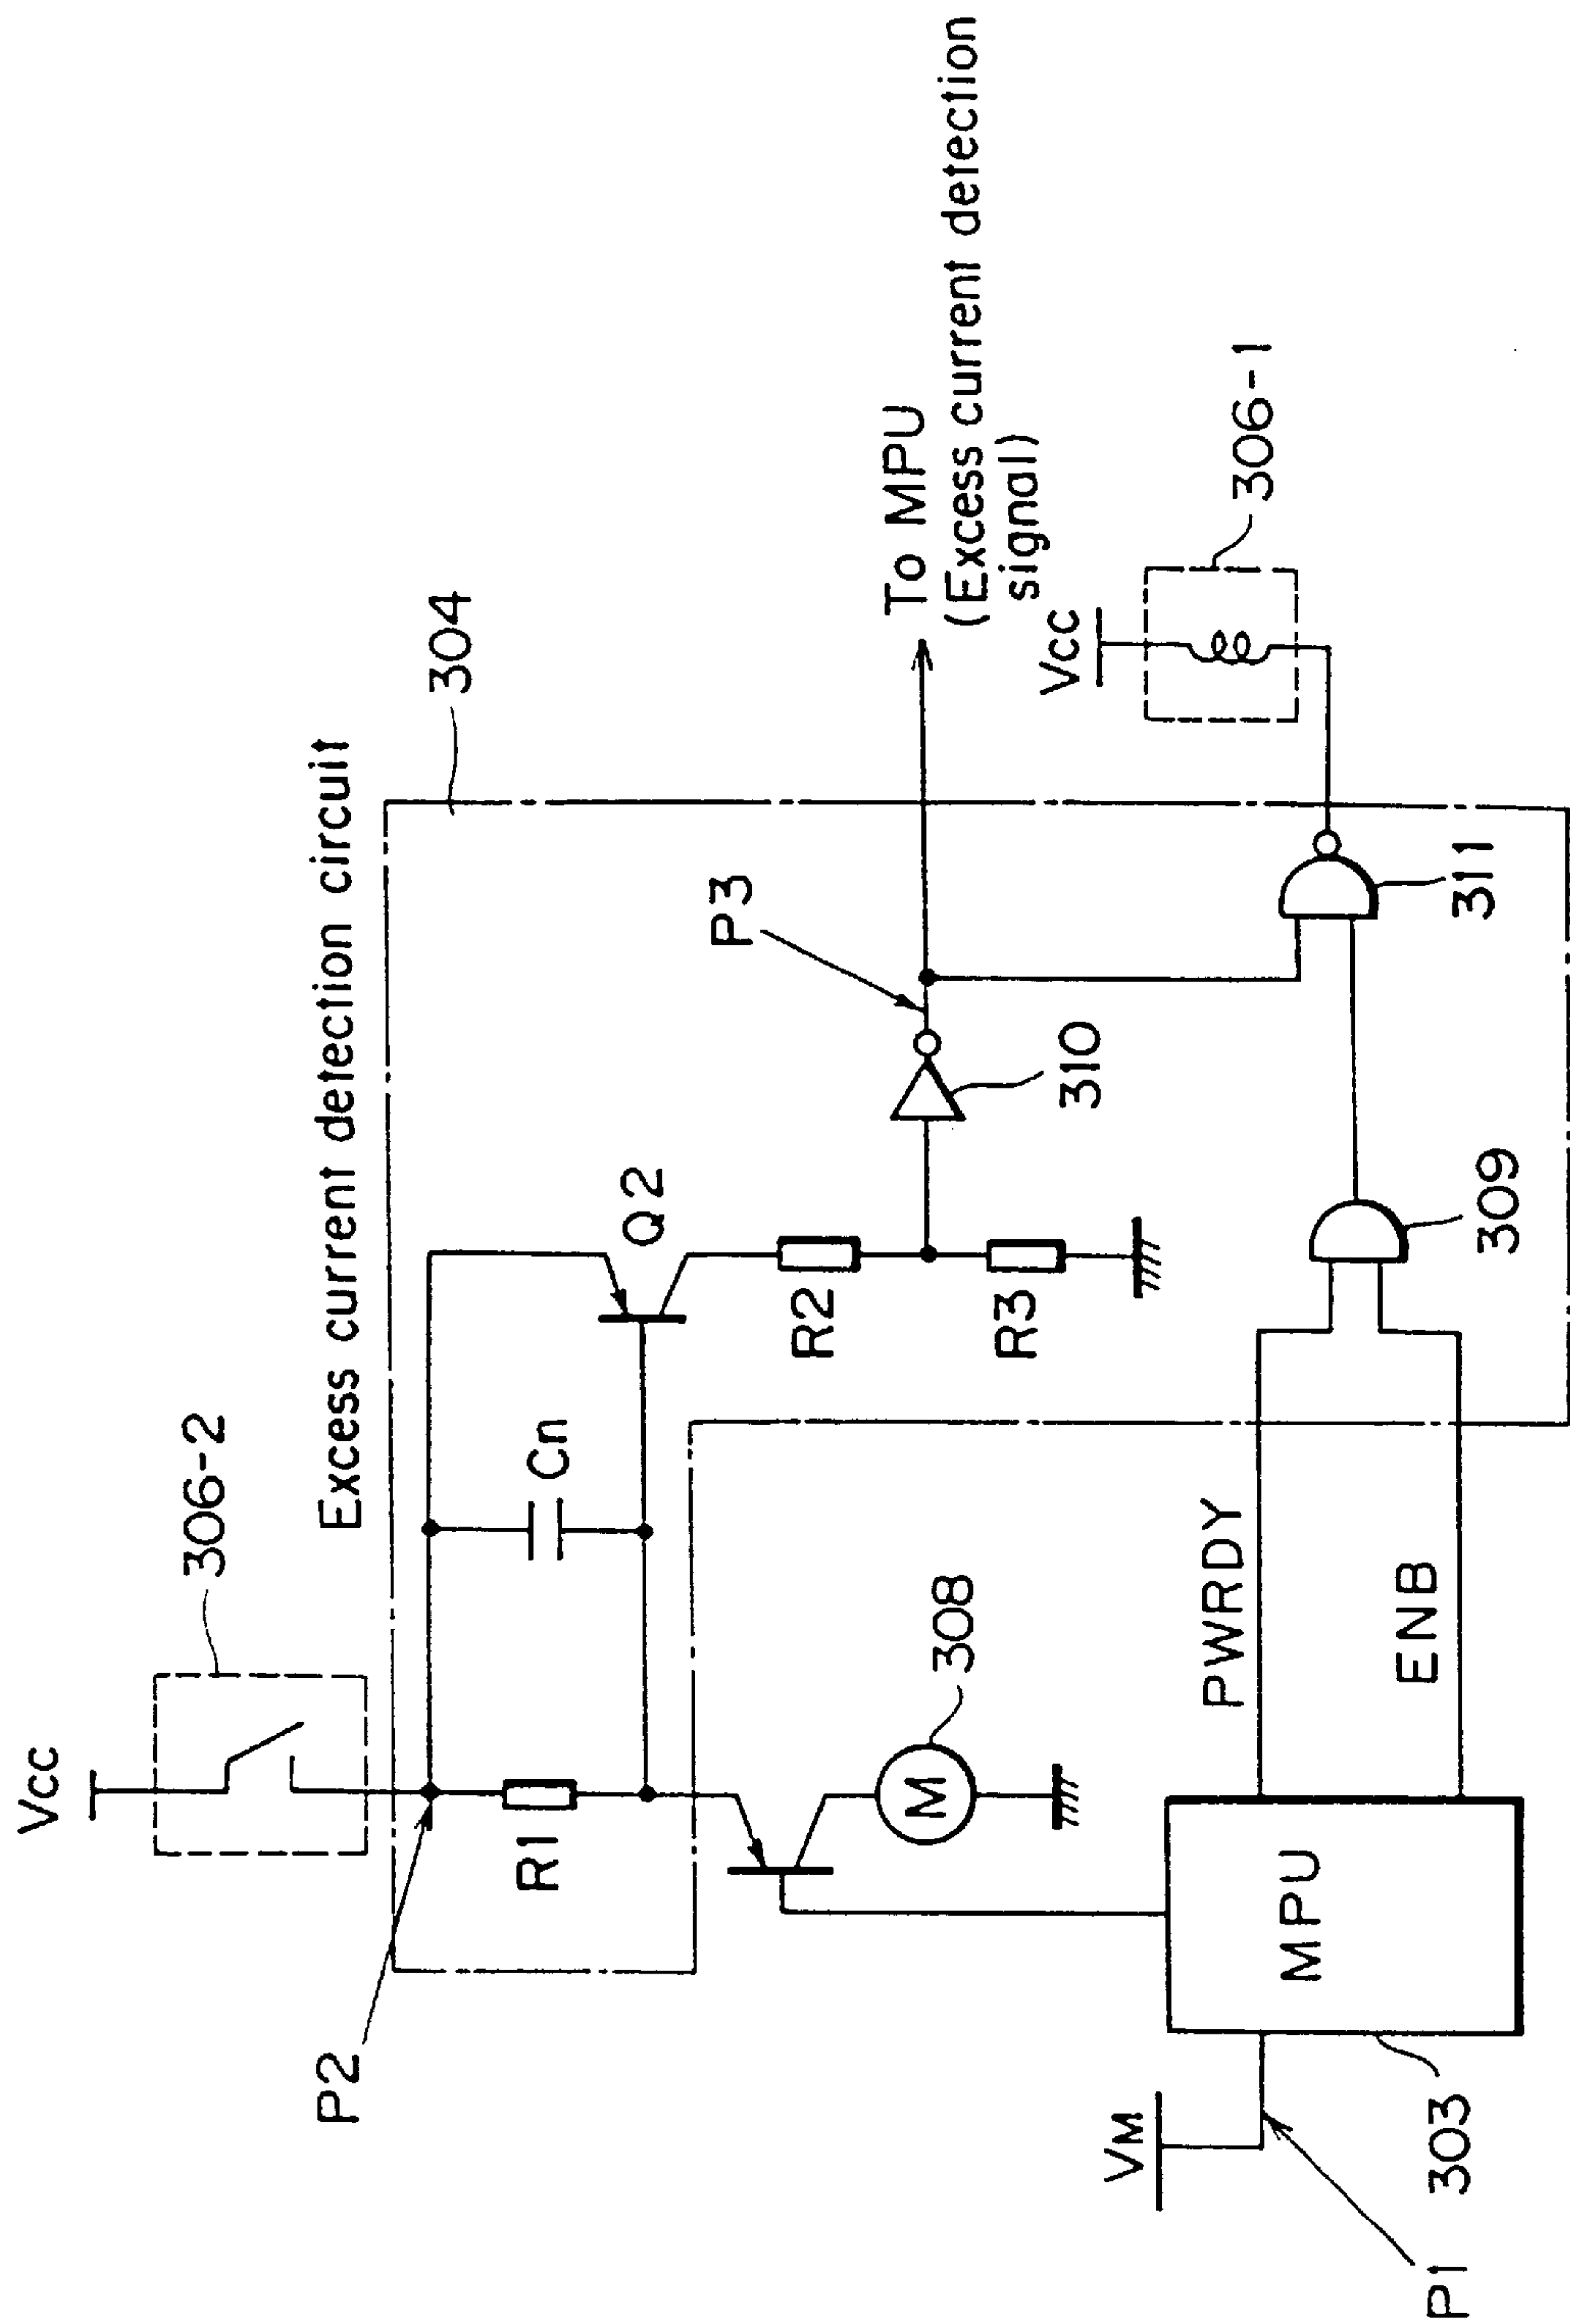 Vcc
306-2
Excess current detection circuit
304
P2
R1
Cn
Q2
R2
R3
310
P3
To MPU
(Excess current detection
signal)
Vcc
306-1
M
308
PWRDY
ENB
309
311
VM
P1
303
MPU